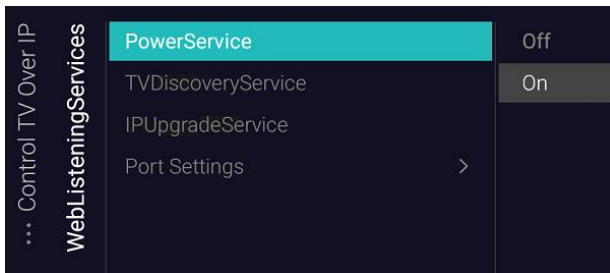 ... Control TV Over IP
WebListeningServices
PowerService
TVDiscoveryService
IPUpgradeService
Port Settings >
Off
On